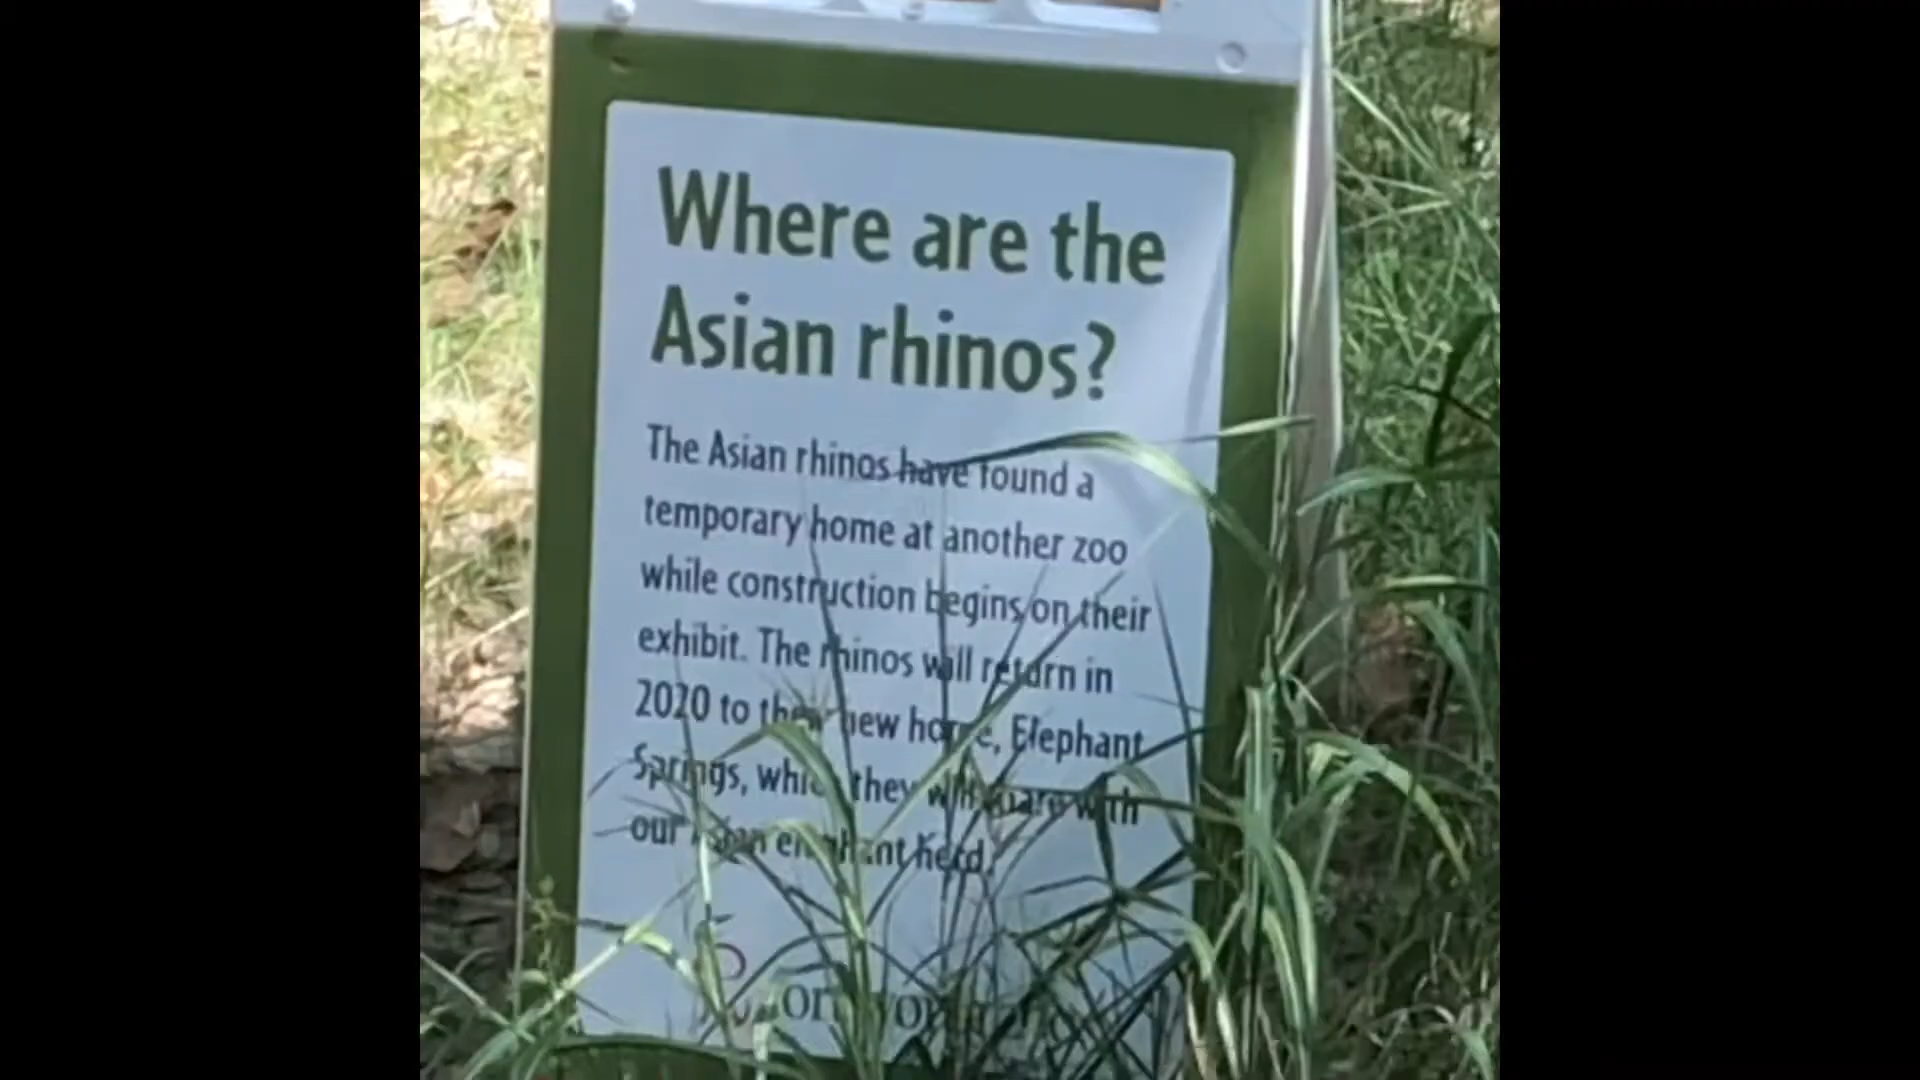 Where are the
Asian rhinos?
The Asian rhinos have found a
temporary home at another zoo
while construction begins on their
exhibit. The rhinos will return in
2020 to their new home, Elephant
Springs, which they will share with
our Asian elephant herd.